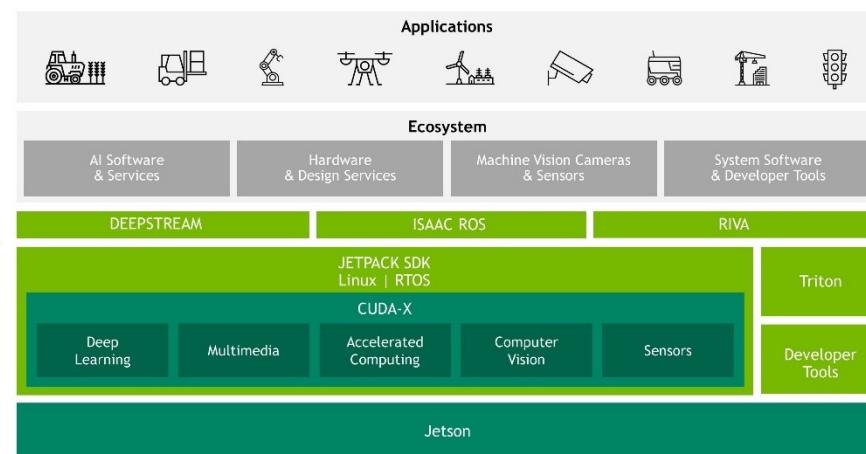 Applications
Ecosystem
AI Software
& Services
Hardware
& Design Services
Machine Vision Cameras
& Sensors
System Software
& Developer Tools
DEEPSTREAM
ISAAC ROS
RIVA
JETPACK SDK
Linux | RTOS
CUDA-X
Deep
Learning
Multimedia
Accelerated
Computing
Computer
Vision
Sensors
Triton
Developer
Tools
Jetson